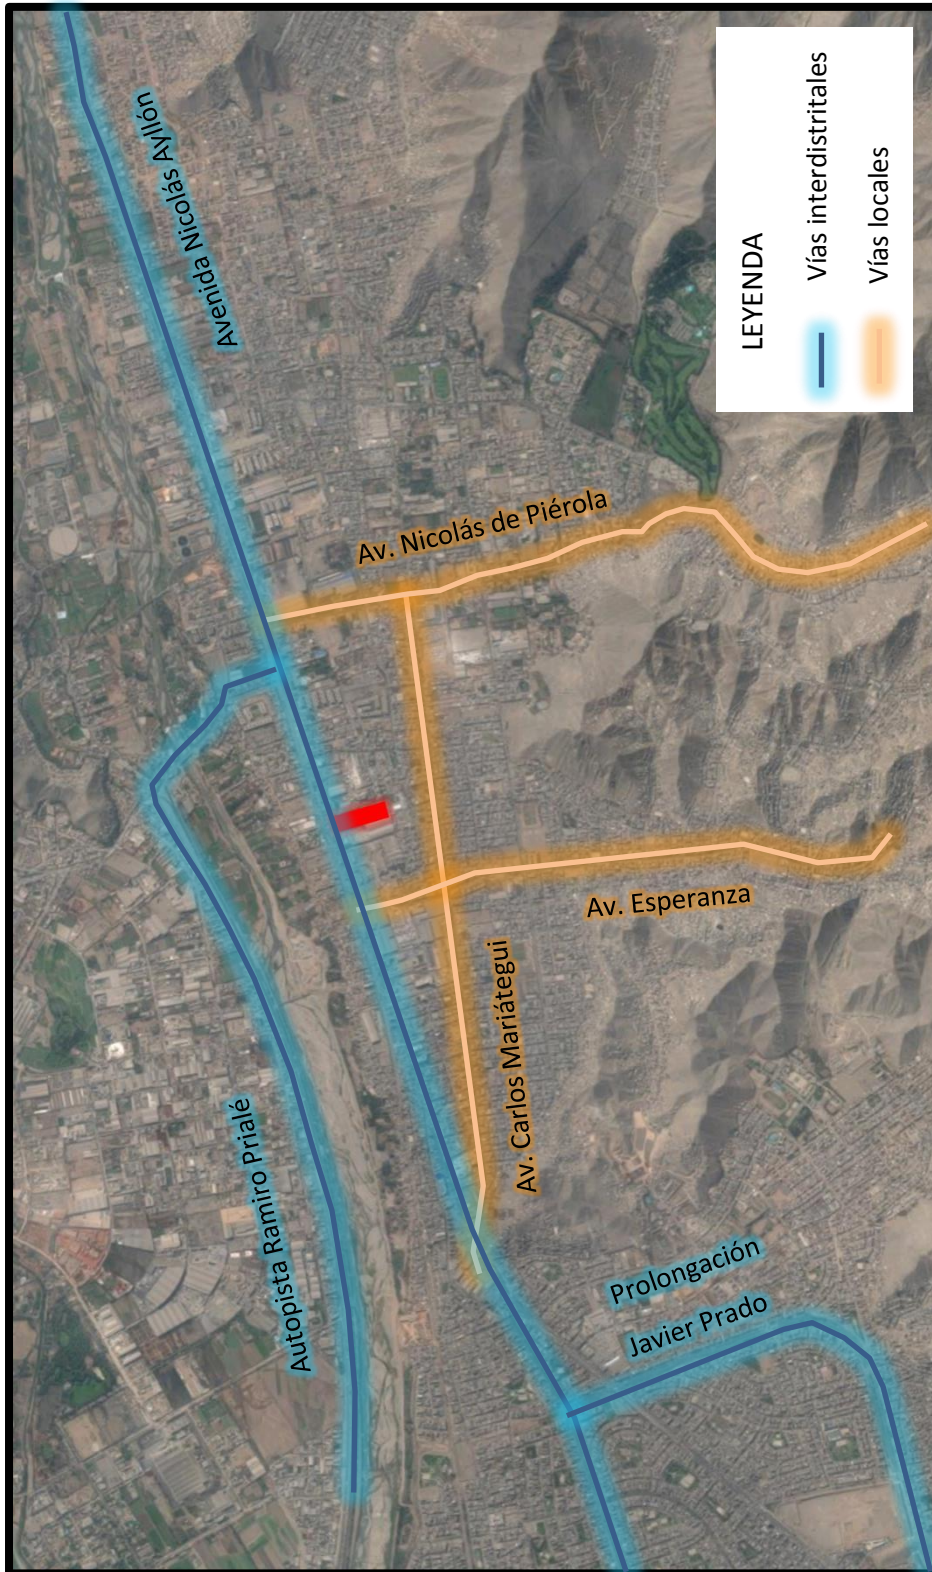 Avenida Nicolás Ayllón
Autopista Ramiro Prialé
Av. Nicolás de Piérola
Av. Esperanza
Av. Carlos Mariátegui
Prolongación
Javier Prado
LEYENDA
Vías interdistritales
Vías locales